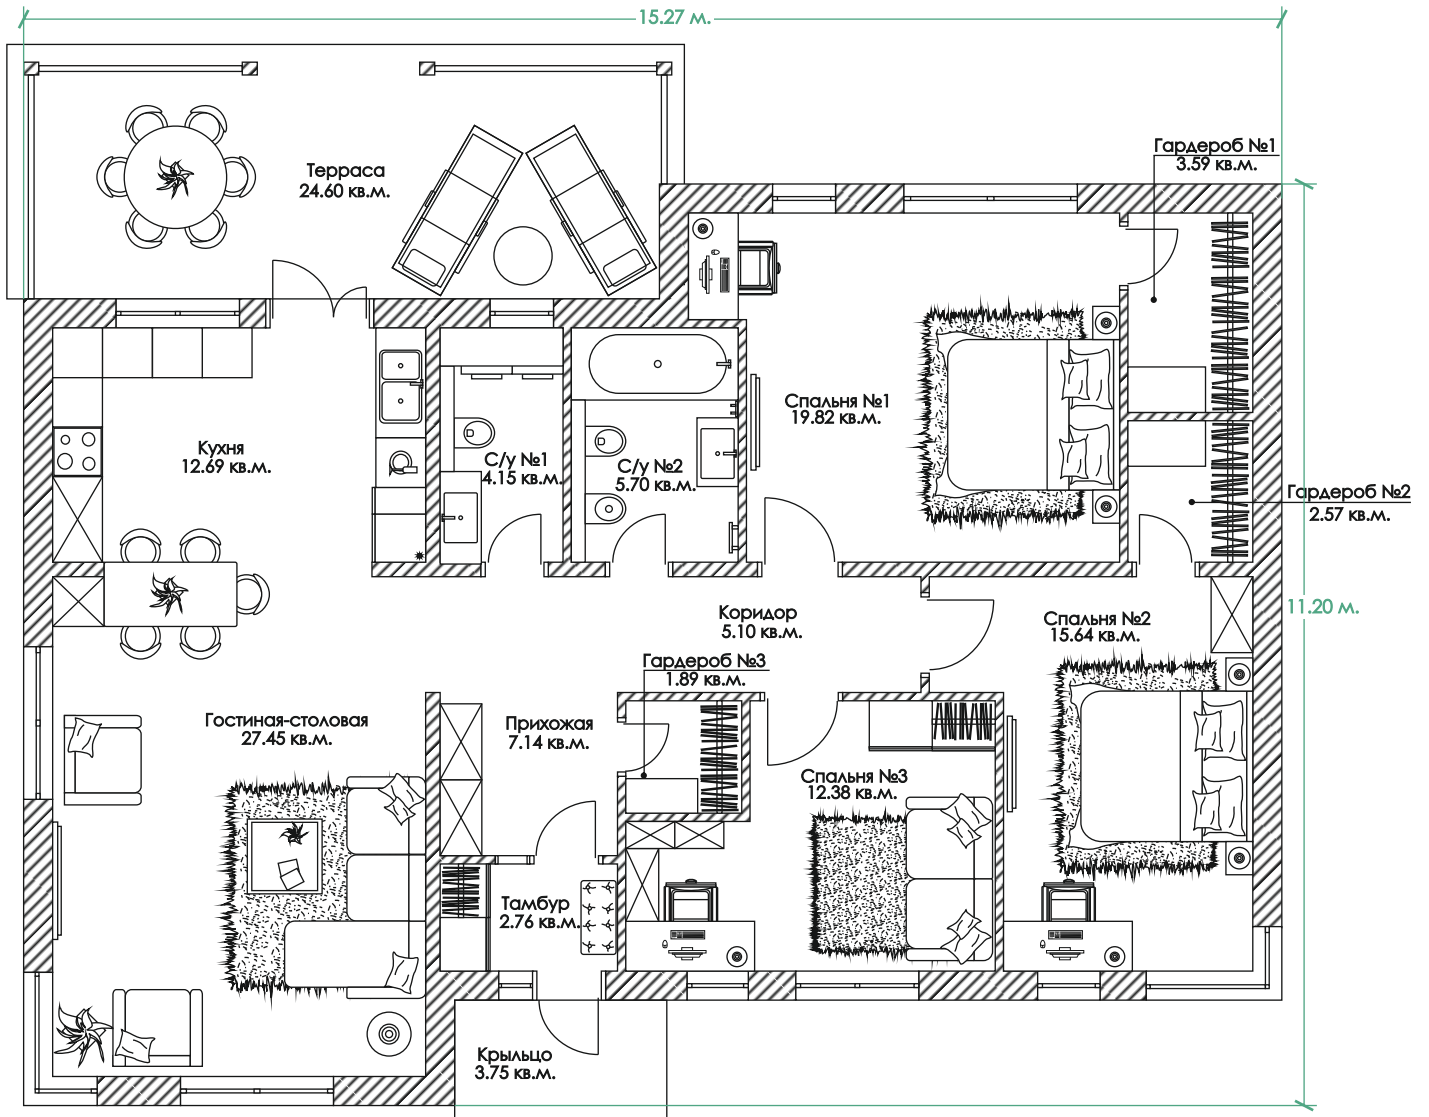 15.27 м.
Гардероб №1
3.59 кв.м.
Терраса
24.60 кв.м.
Спальня №1
19.82 кв.м.
Кухня
12.69 кв.м.
С/у №1
4.15 кв.м.
С/у №2
5.70 кв.м.
Гардероб №2
2.57 кв.м.
Коридор
5.10 кв.м.
Спальня №2
15.64 кв.м.
11.20 м.
Гардероб №3
1.89 кв.м.
Гостиная-столовая
27.45 кв.м.
Прихожая
7.14 кв.м.
Спальня №3
12.38 кв.м.
Тамбур
2.76 кв.м.
Крыльцо
3.75 кв.м.